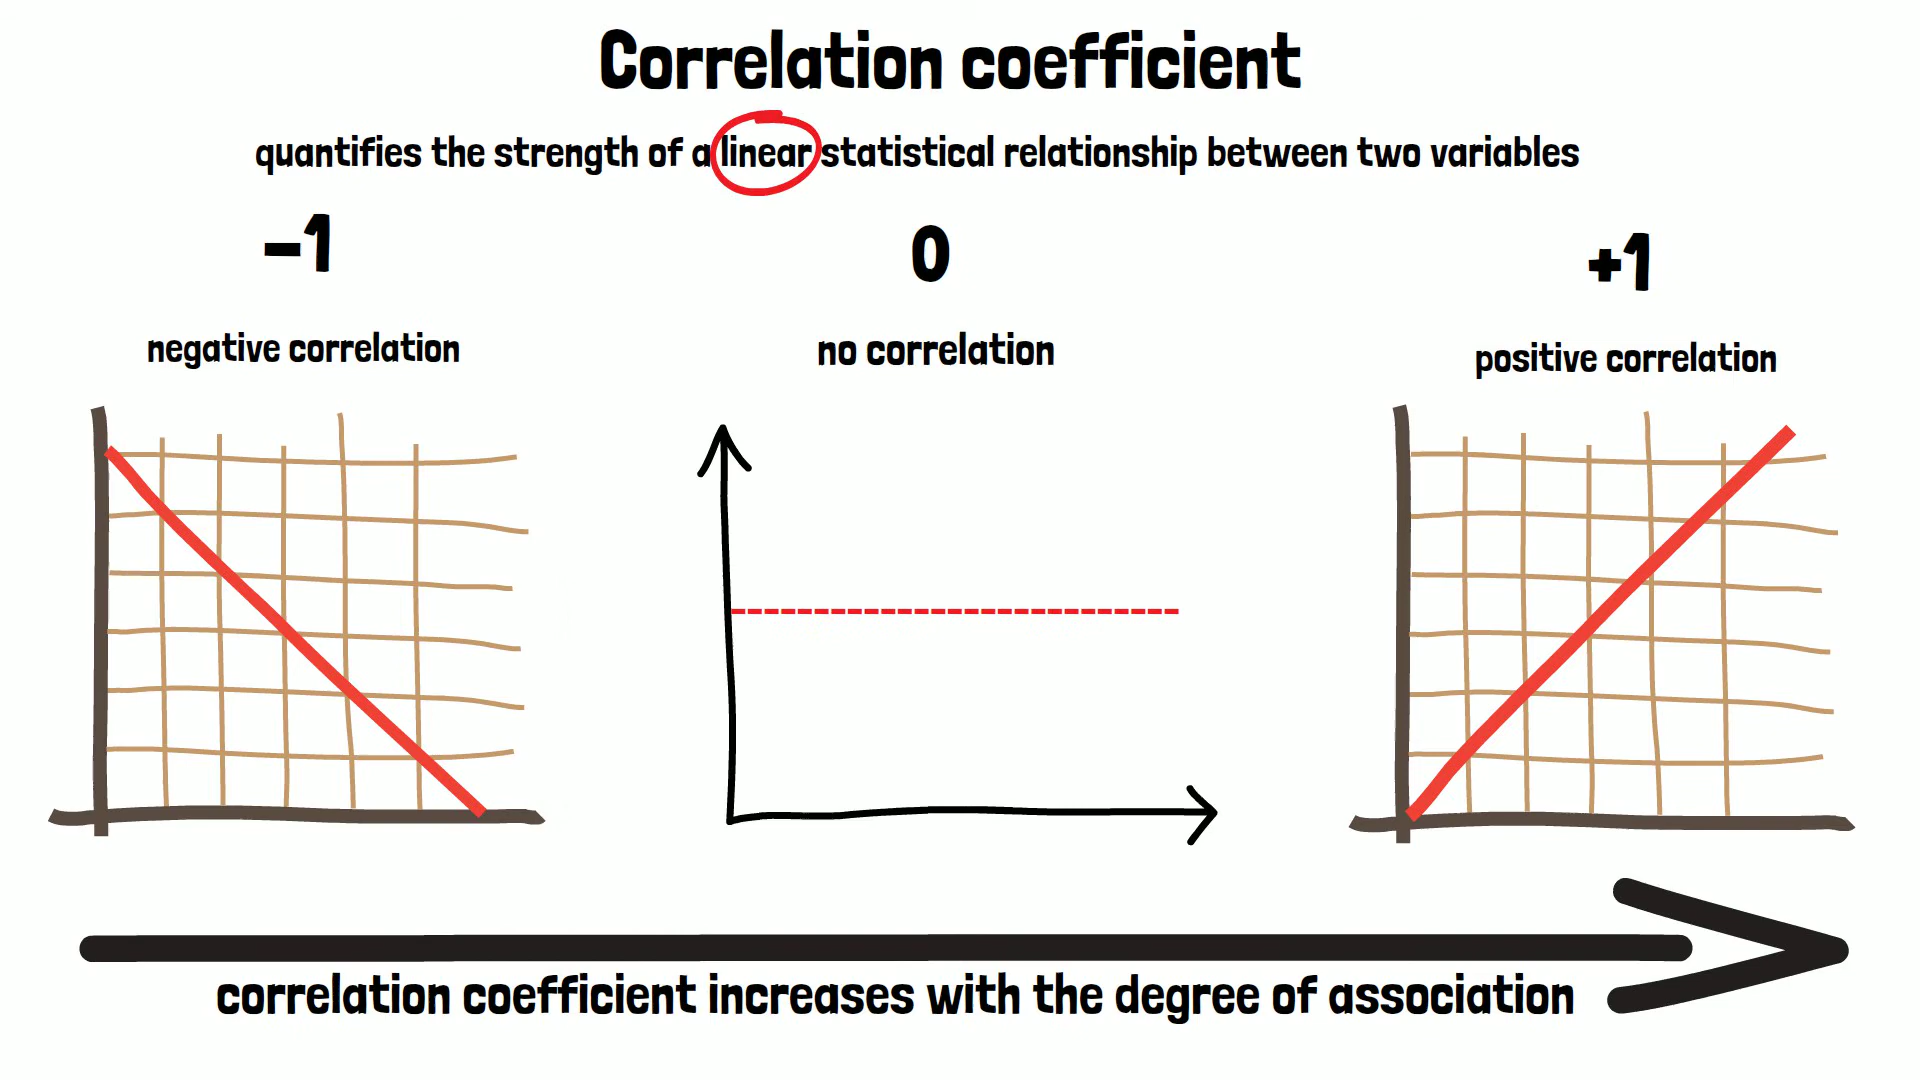 Correlation coefficient
quantifies the strength of a linear statistical relationship between two variables
-1
0
+1
negative correlation
no correlation
positive correlation
correlation coefficient increases with the degree of association